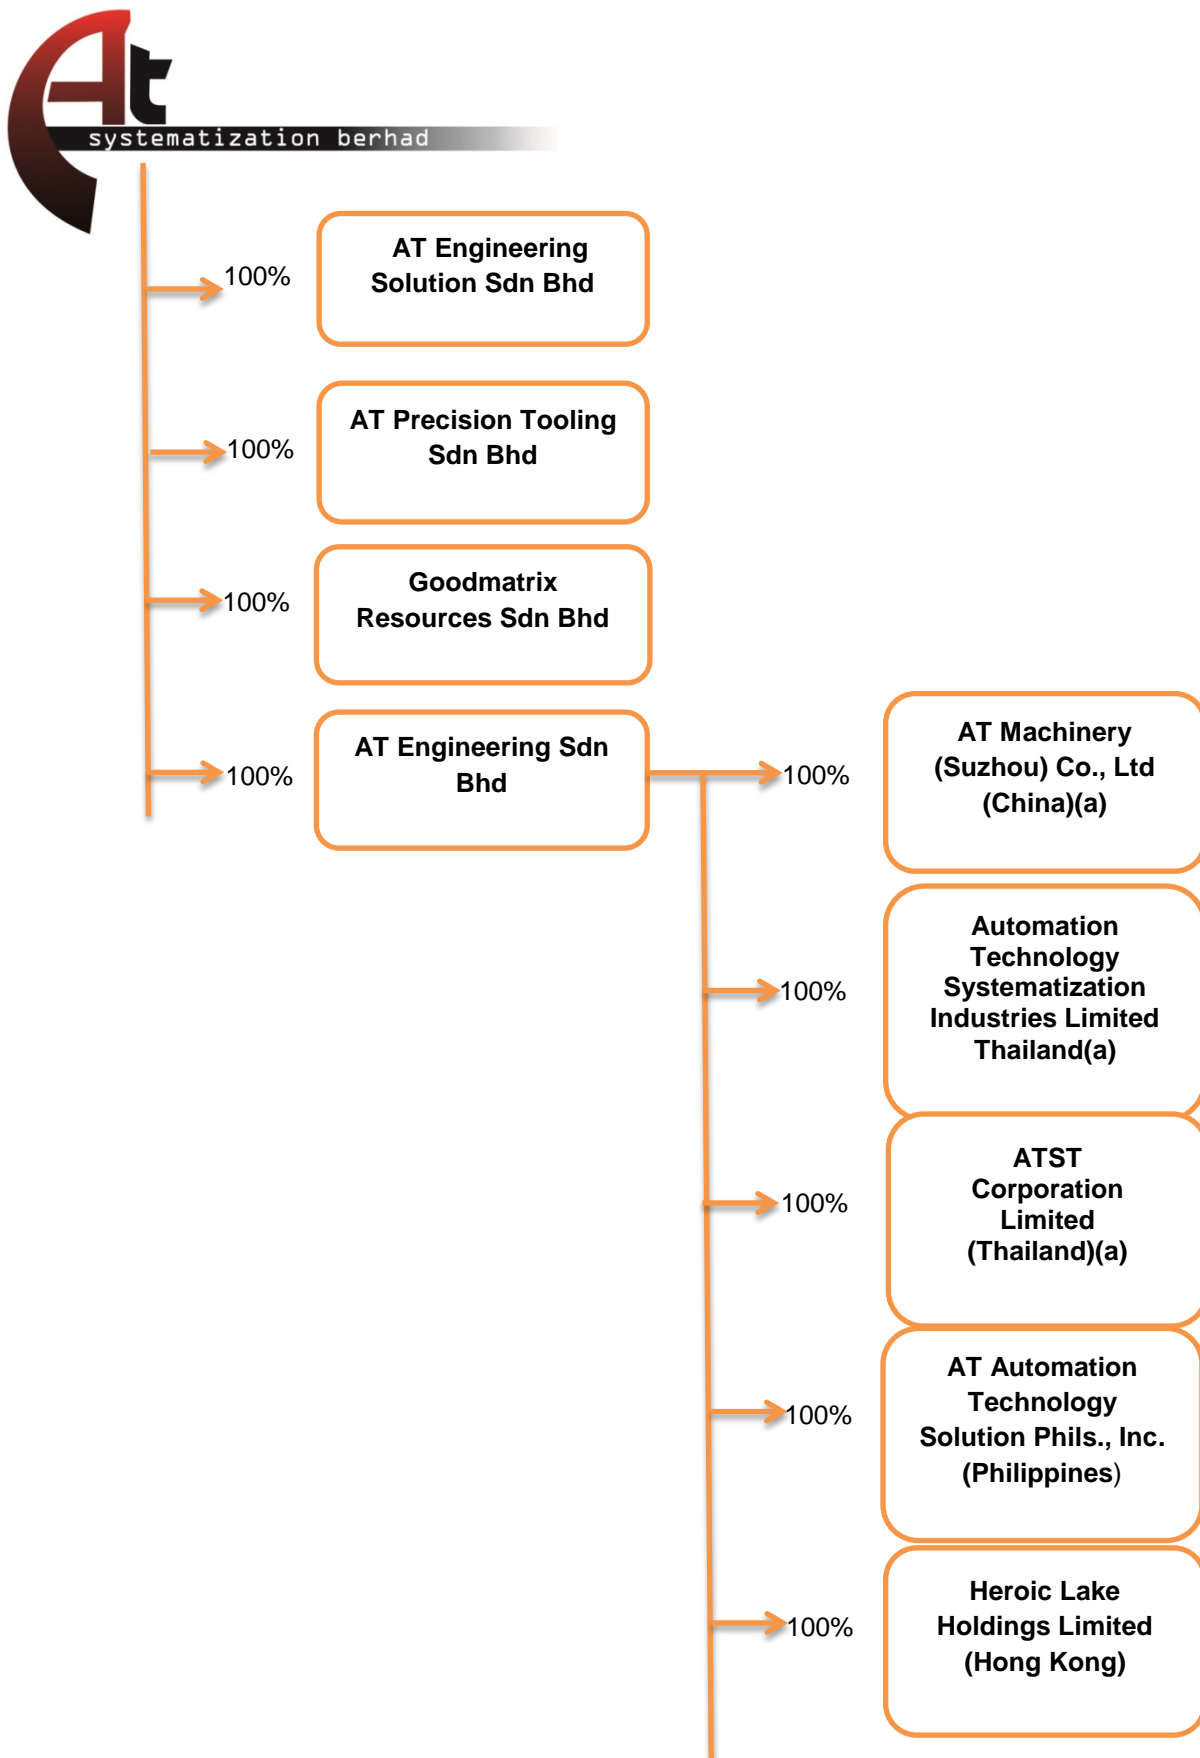 At
systematization berhad
100%
AT Engineering
Solution Sdn Bhd
100%
AT Precision Tooling
Sdn Bhd
100%
Goodmatrix
Resources Sdn Bhd
100%
AT Engineering Sdn
Bhd
100%
AT Machinery
(Suzhou) Co., Ltd
(China)(a)
100%
Automation
Technology
Systematization
Industries Limited
Thailand(a)
100%
ATST
Corporation
Limited
(Thailand)(a)
100%
AT Automation
Technology
Solution Phils., Inc.
(Philippines)
100%
Heroic Lake
Holdings Limited
(Hong Kong)